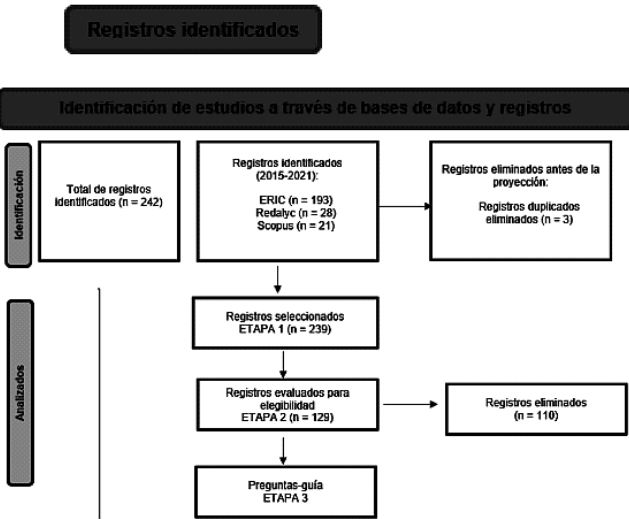 Registros identificados
Identificación de estudios a través de bases de datos y registros
Identificación
Total de registros
identificados (n = 242)
Registros identificados
(2015-2021):
ERIC (n = 193)
Redalyc (n = 28)
Scopus (n = 21)
Registros eliminados antes de la
proyección:
Registros duplicados
eliminados (n = 3)
Analizados
Registros seleccionados
ETAPA 1 (n = 239)
Registros evaluados para
elegibilidad
ETAPA 2 (n = 129)
Registros eliminados
(n = 110)
Preguntas-guía
ETAPA 3